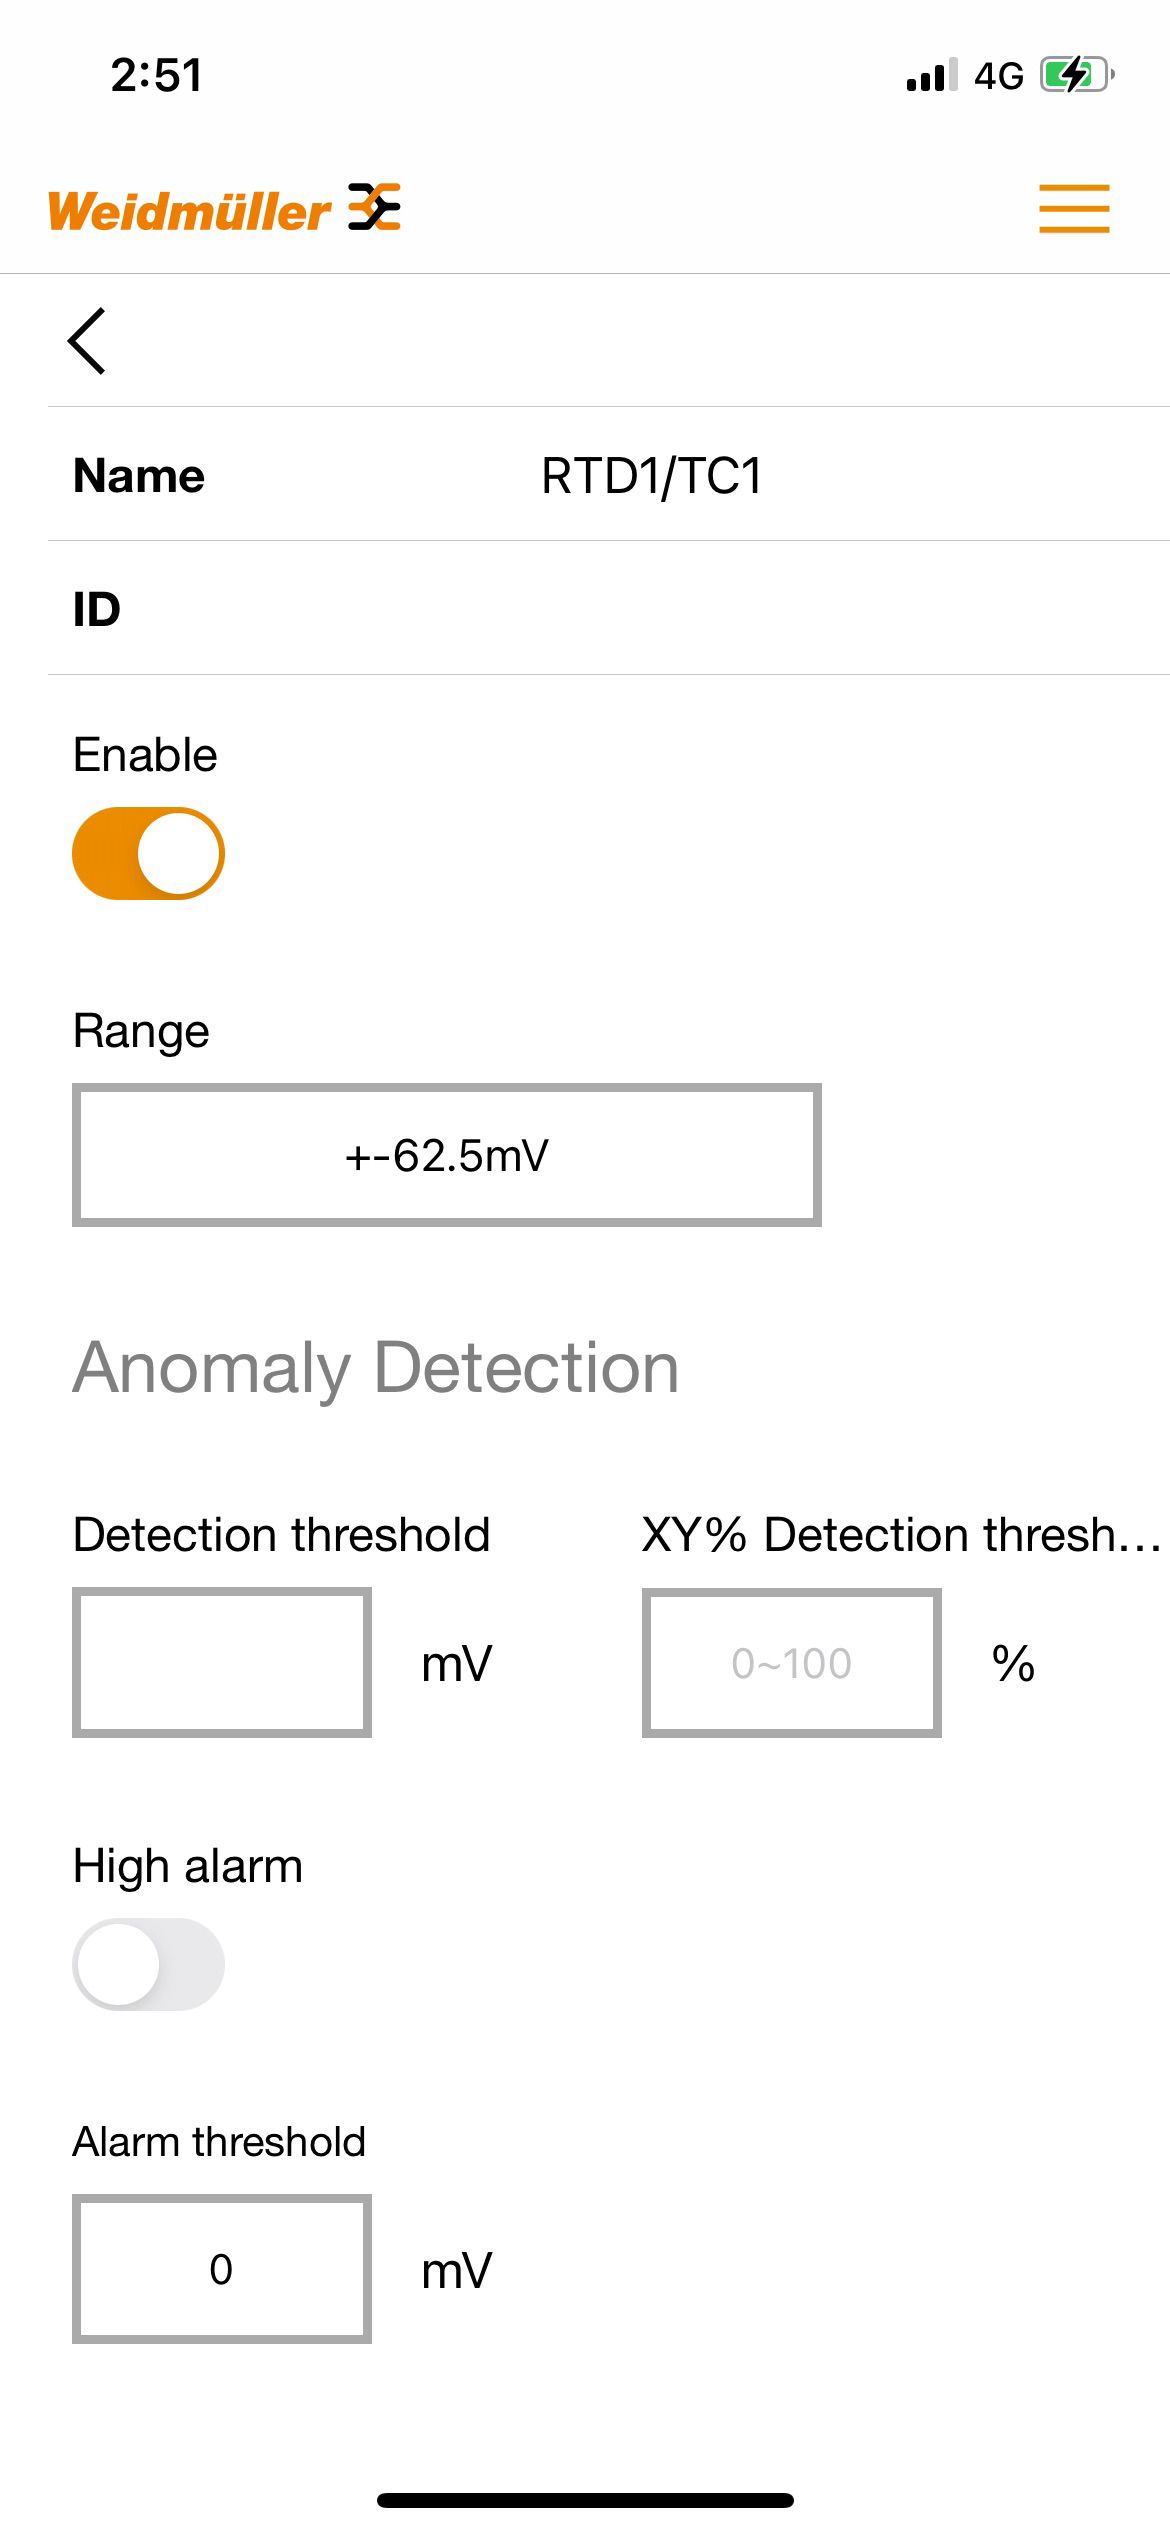 2:51 4G
Weidmüller
Name RTD1/TC1
ID
Enable
Range
+-62.5mV
Anomaly Detection
Detection threshold XY% Detection thresh...
mV 0~100 %
High alarm
Alarm threshold
0 mV